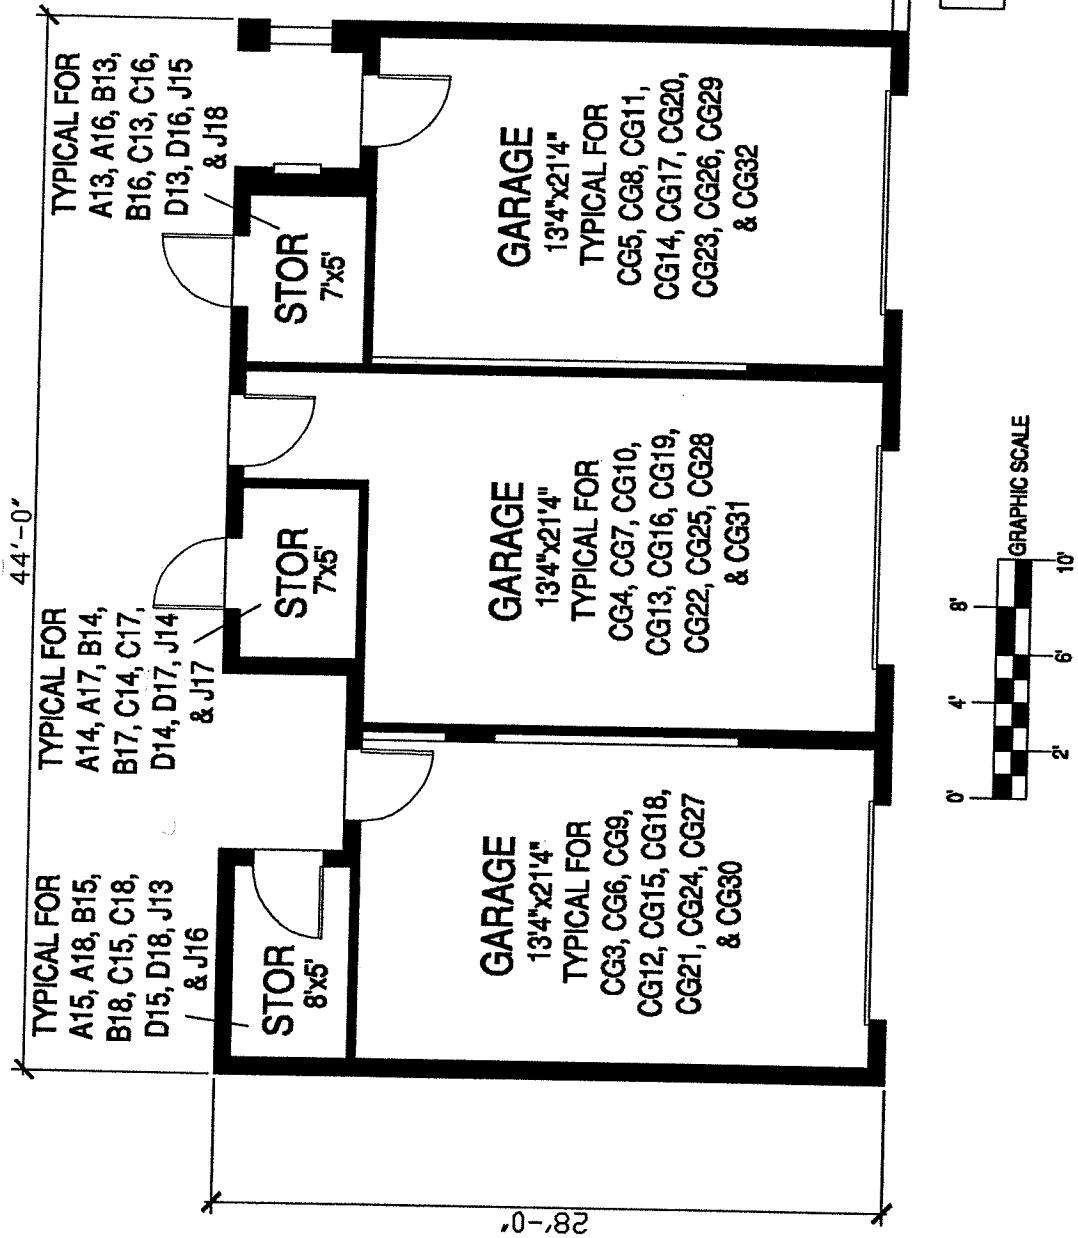 44'-0"
TYPICAL FOR
A15, A18, B15,
B18, C15, C18,
D15, D18, J13
& J16
TYPICAL FOR
A14, A17, B14,
B17, C14, C17,
D14, D17, J14
& J17
TYPICAL FOR
A13, A16, B13,
B16, C13, C16,
D13, D16, J15
& J18
STOR
8'x5'
STOR
7'x5'
STOR
7'x5'
GARAGE
13'4"x21'4"
TYPICAL FOR
CG3, CG6, CG9,
CG12, CG15, CG18,
CG21, CG24, CG27
& CG30
GARAGE
13'4"x21'4"
TYPICAL FOR
CG4, CG7, CG10,
CG13, CG16, CG19,
CG22, CG25, CG28
& CG31
GARAGE
13'4"x21'4"
TYPICAL FOR
CG5, CG8, CG11,
CG14, CG17, CG20,
CG23, CG26, CG29
& CG32
28'-0"
0' 4' 8'
GRAPHIC SCALE
2' 6' 10'